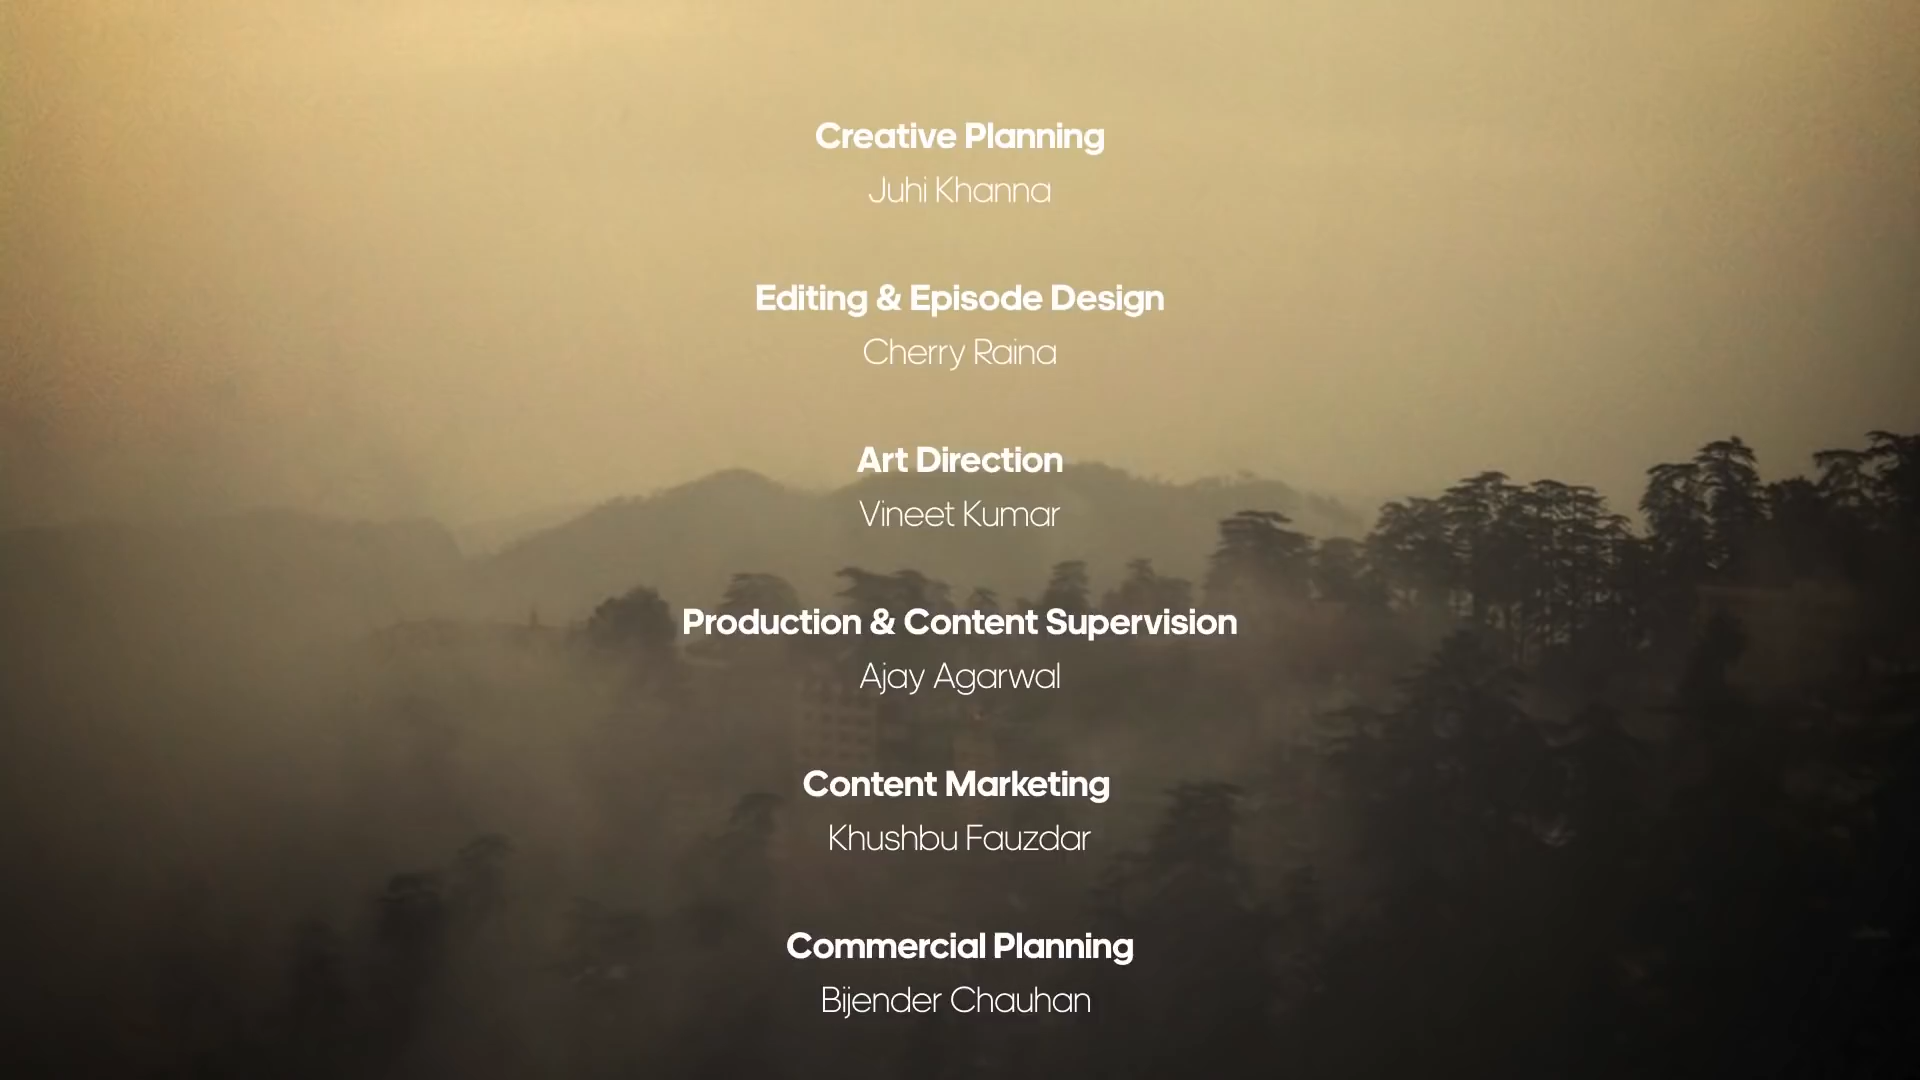 Creative Planning
Juhi Khanna
Editing & Episode Design
Cherry Raina
Art Direction
Vineet Kumar
Production & Content Supervision
Ajay Agarwal
Content Marketing
Khushbu Fauzdar
Commercial Planning
Bijender Chauhan